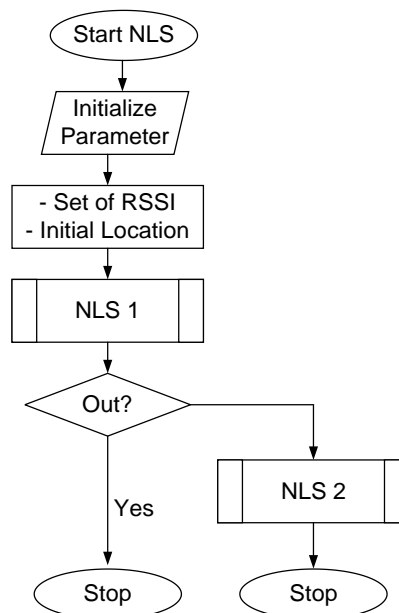 Start NLS
Initialize
Parameter
- Set of RSSI
- Initial Location
NLS 1
Out?
NLS 2
Yes
Stop
Stop